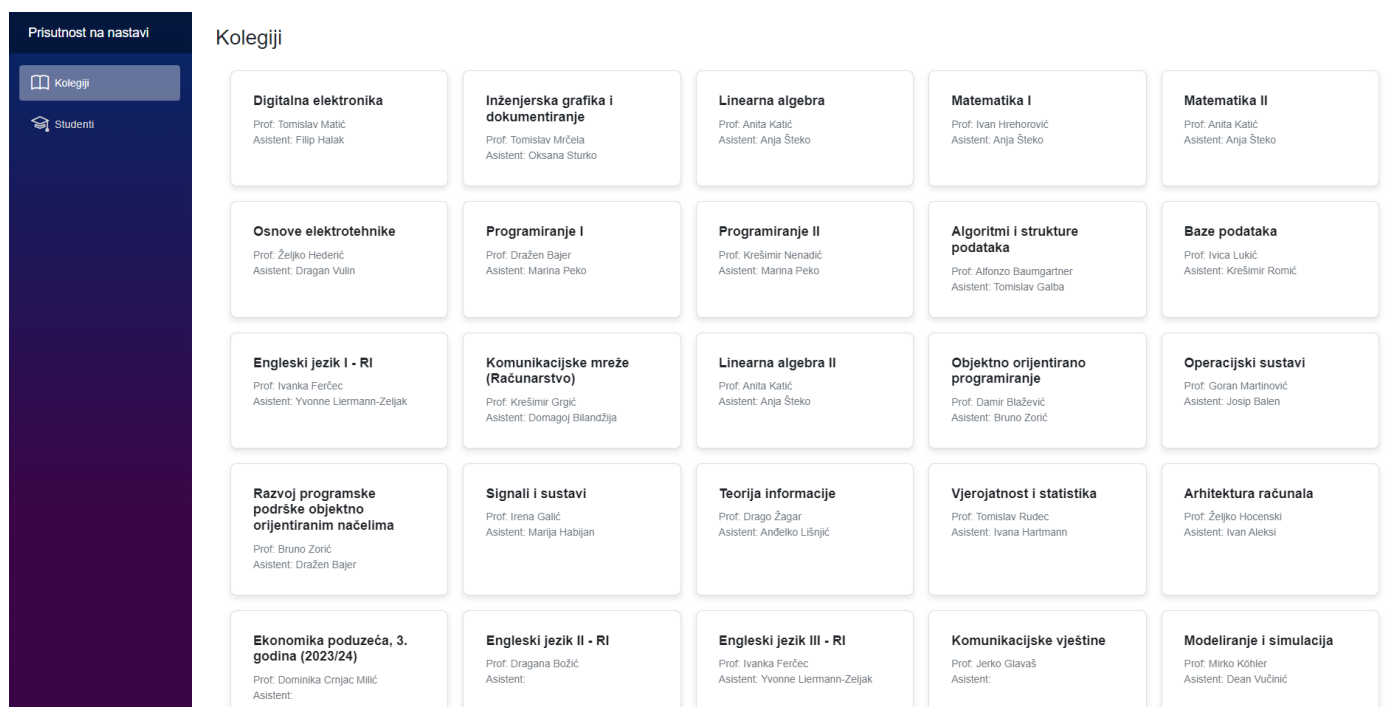 Prisutnost na nastavi
Kolegiji
Studenti
Kolegiji
Digitalna elektronika
Prof: Tomislav Matić
Asistent: Filip Halak
Inženjerska grafika i
dokumentiranje
Prof: Tomislav Mrčela
Asistent: Oksana Sturko
Linearna algebra
Prof: Anita Katić
Asistent: Anja Šteko
Matematika I
Prof: Ivan Hrehorović
Asistent: Anja Šteko
Matematika II
Prof: Anita Katić
Asistent: Anja Šteko
Osnove elektrotehnike
Prof: Željko Hederić
Asistent: Dragan Vulin
Programiranje I
Prof: Dražen Bajer
Asistent: Marina Peko
Programiranje II
Prof: Krešimir Nenadić
Asistent: Marina Peko
Algoritmi i strukture
podataka
Prof: Alfonzo Baumgartner
Asistent: Tomislav Galba
Baze podataka
Prof: Ivica Lukić
Asistent: Krešimir Romić
Engleski jezik I - RI
Prof: Ivanka Ferčec
Asistent: Yvonne Liermann-Zeljak
Komunikacijske mreže
(Računarstvo)
Prof: Krešimir Grgić
Asistent: Domagoj Bilandžija
Linearna algebra II
Prof: Anita Katić
Asistent: Anja Šteko
Objektno orijentirano
programiranje
Prof: Damir Blažević
Asistent: Bruno Zorić
Operacijski sustavi
Prof: Goran Martinović
Asistent: Josip Balen
Razvoj programske
podrške objektno
orijentiranim načelima
Prof: Bruno Zorić
Asistent: Dražen Bajer
Signali i sustavi
Prof: Irena Galić
Asistent: Marija Habijan
Teorija informacije
Prof: Drago Žagar
Asistent: Anđelko Lišnjić
Vjerojatnost i statistika
Prof: Tomislav Rudec
Asistent: Ivana Hartmann
Arhitektura računala
Prof: Željko Hocenski
Asistent: Ivan Aleksi
Ekonomika poduzeća, 3.
godina (2023/24)
Prof: Dominika Crnjac Milić
Asistent:
Engleski jezik II - RI
Prof: Dragana Božić
Asistent:
Engleski jezik III - RI
Prof: Ivanka Ferčec
Asistent: Yvonne Liermann-Zeljak
Komunikacijske vještine
Prof: Jerko Glavaš
Asistent:
Modeliranje i simulacija
Prof: Mirko Köhler
Asistent: Dean Vučinić